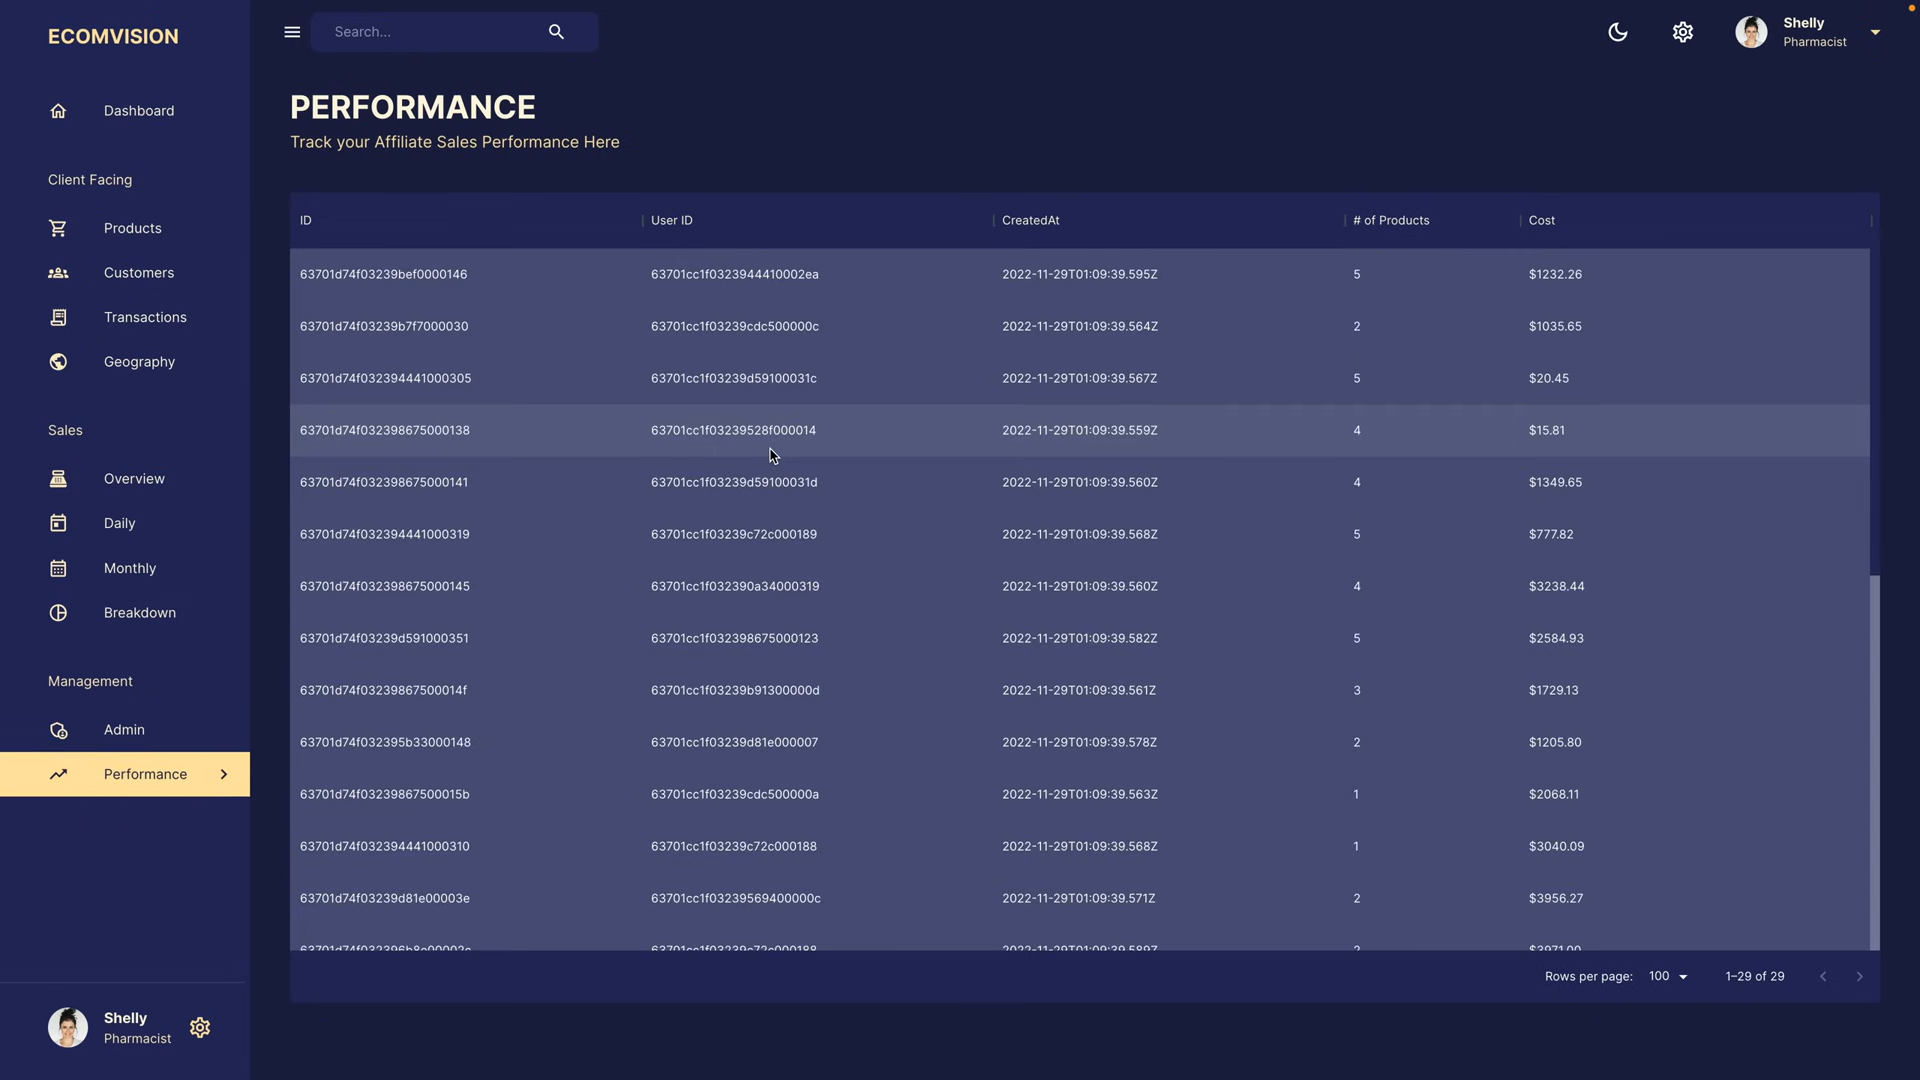 ECOMVISION
Search...
Shelly
Pharmacist
Dashboard
Client Facing
Products
Customers
Transactions
Geography
Sales
Overview
Daily
Monthly
Breakdown
Management
Admin
Performance
Shelly
Pharmacist
PERFORMANCE
Track your Affiliate Sales Performance Here
ID User ID CreatedAt # of Products Cost
63701d74f03239bef0000146 63701cc1f0323944410002ea 2022-11-29T01:09:39.595Z 5 $1232.26
63701d74f03239b7f7000030 63701cc1f03239cdc500000c 2022-11-29T01:09:39.564Z 2 $1035.65
63701d74f032394441000305 63701cc1f03239d59100031c 2022-11-29T01:09:39.567Z 5 $20.45
63701d74f032398675000138 63701cc1f03239528f000014 2022-11-29T01:09:39.559Z 4 $15.81
63701d74f032398675000141 63701cc1f03239d59100031d 2022-11-29T01:09:39.560Z 4 $1349.65
63701d74f032394441000319 63701cc1f03239c72c000189 2022-11-29T01:09:39.568Z 5 $777.82
63701d74f032398675000145 63701cc1f032390a34000319 2022-11-29T01:09:39.560Z 4 $3238.44
63701d74f03239d591000351 63701cc1f032398675000123 2022-11-29T01:09:39.582Z 5 $2584.93
63701d74f03239867500014f 63701cc1f03239b91300000d 2022-11-29T01:09:39.561Z 3 $1729.13
63701d74f032395b33000148 63701cc1f03239d81e000007 2022-11-29T01:09:39.578Z 2 $1205.80
63701d74f03239867500015b 63701cc1f03239cdc500000a 2022-11-29T01:09:39.563Z 1 $2068.11
63701d74f032394441000310 63701cc1f03239c72c000188 2022-11-29T01:09:39.568Z 1 $3040.09
63701d74f03239d81e00003e 63701cc1f03239569400000c 2022-11-29T01:09:39.571Z 2 $3956.27
Rows per page: 100 1–29 of 29